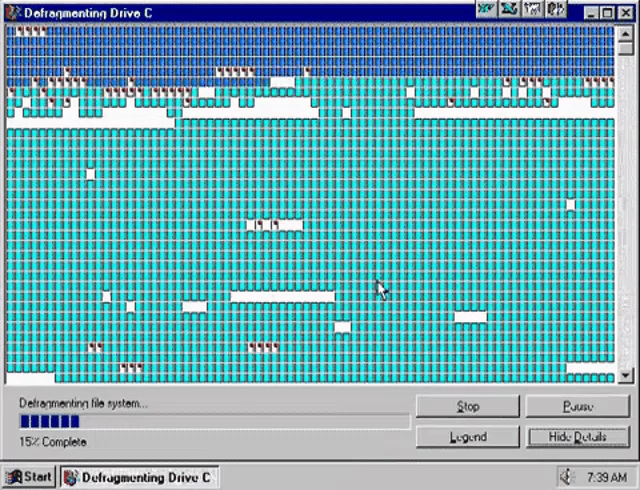 Defragmenting Drive C
Defragmenting file system...
15% Complete
Stop
Pause
Legend
Hide Details
Start
Defragmenting Drive C
7:39 AM